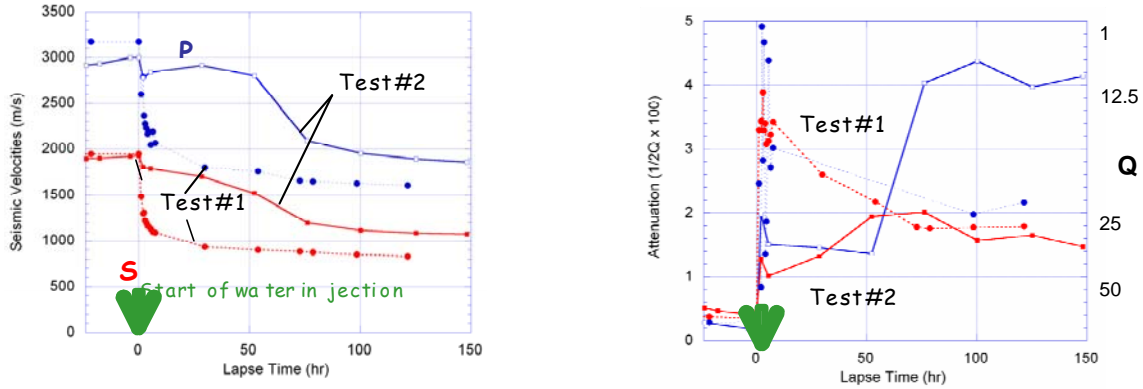 3500
3000
2500
2000
1500
1000
500
0
Seismic Velocities (m/s)
P
Test#2
Test#1
S
Start of water in jection
0
50
100
150
Lapse Time (hr)
5
4
3
2
1
0
Attenuation (1/2Q x 100)
Test#1
Test#2
1
12.5
Q
25
50
0
50
100
150
Lapse Time (hr)